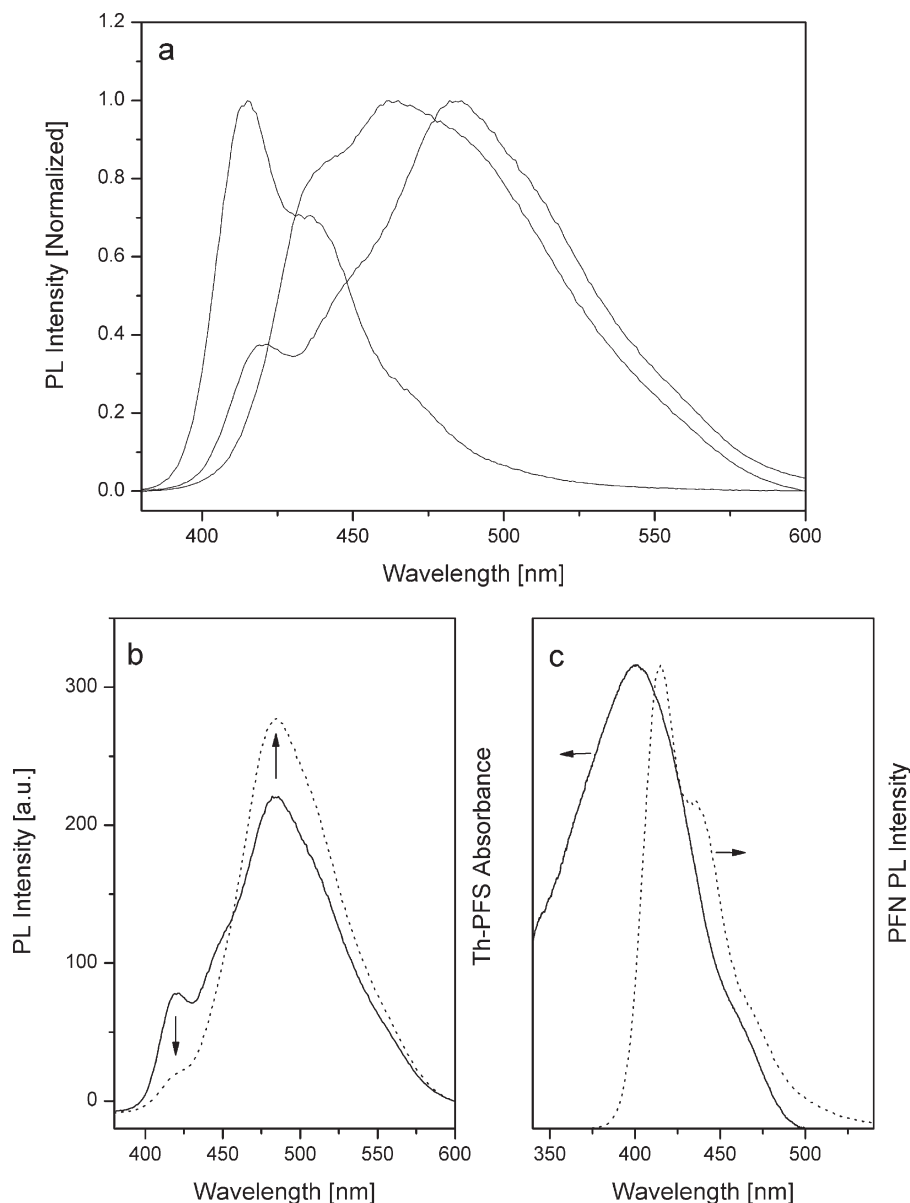 a
PL Intensity [Normalized]
1.2
1.0
0.8
0.6
0.4
0.2
0.0
400
450
500
550
600
Wavelength [nm]
b
PL Intensity [a.u.]
300
200
100
0
400
450
500
550
600
Wavelength [nm]
c
Th-PFS Absorbance
PFN PL Intensity
350
400
450
500
Wavelength [nm]